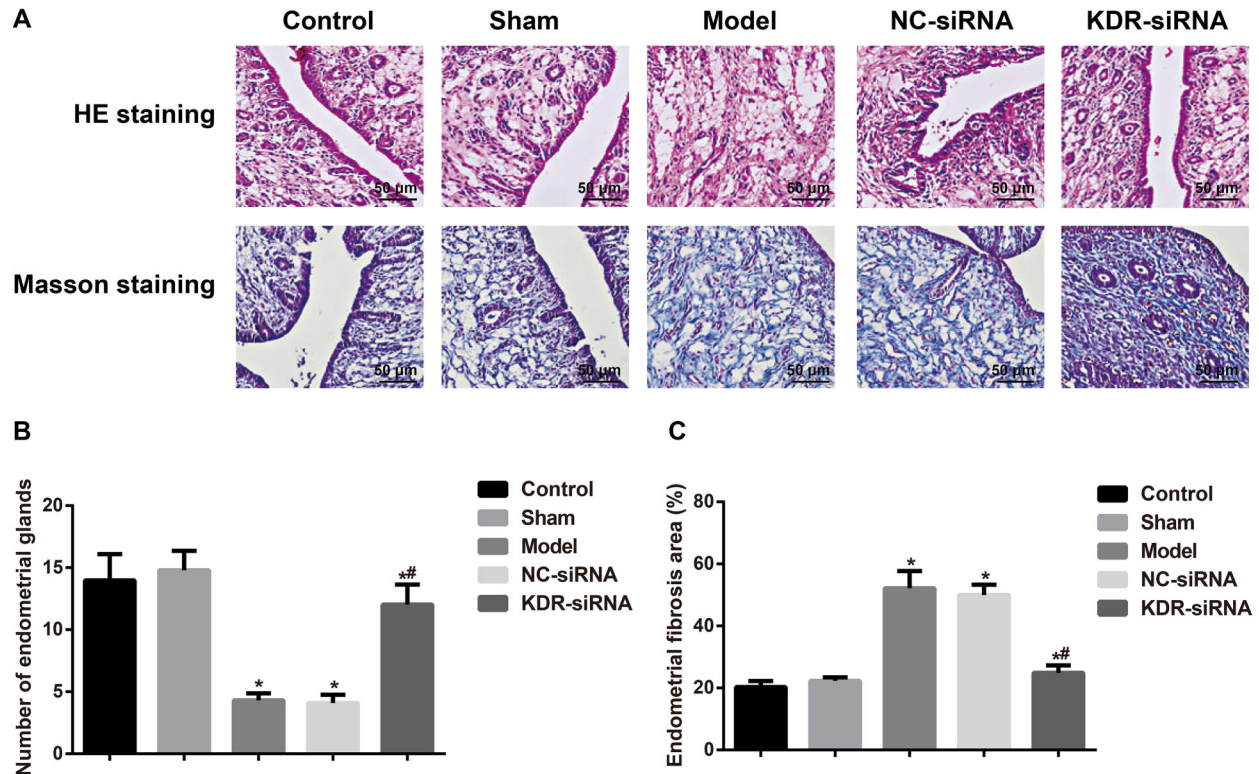 A
Control Sham Model NC-siRNA KDR-siRNA
HE staining
50 µm 50 µm 50 µm 50 µm 50 µm
Masson staining
50 µm 50 µm 50 µm 50 µm 50 µm
B
Number of endometrial glands
20
15
10
5
0
* * *#
Control
Sham
Model
NC-siRNA
KDR-siRNA
C
Endometrial fibrosis area (%)
80
60
40
20
0
* * *#
Control
Sham
Model
NC-siRNA
KDR-siRNA